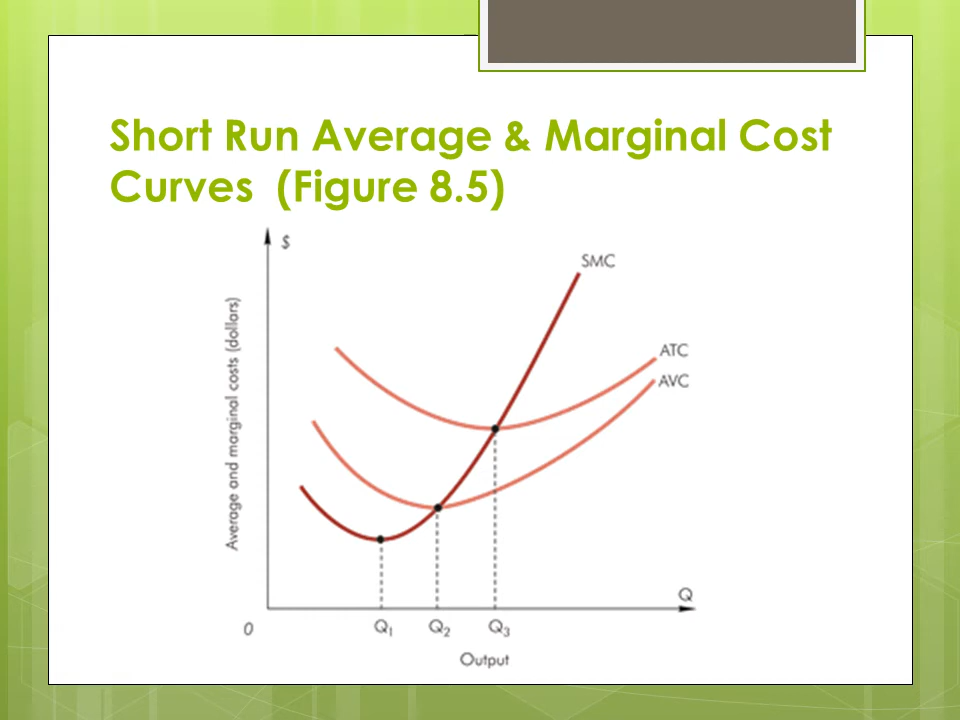 Short Run Average & Marginal Cost
Curves (Figure 8.5)
$
SMC
ATC
AVC
Average and marginal costs (dollars)
Q
0
Q₁
Q₂
Q₃
Output